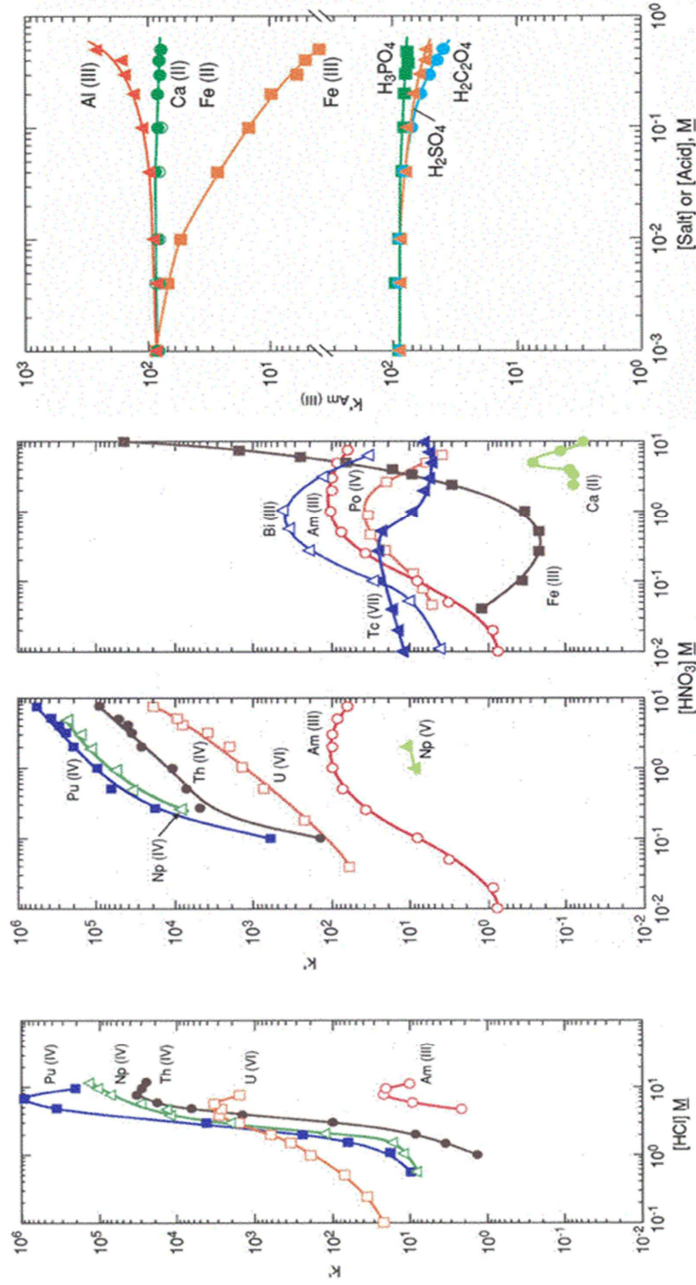 10⁶
10⁵
10⁴
10³
10²
10¹
10⁰
10⁻¹
10⁻²
k'
Pu (IV)
Np (IV)
Th (IV)
U (VI)
Am (III)
10⁻¹
10⁰
10¹
[HCl] M
10⁶
10⁵
10⁴
10³
10²
10¹
10⁰
10⁻¹
10⁻²
k'
Pu (IV)
Np (IV)
Th (IV)
U (VI)
Am (III)
Np (V)
10⁻²
10⁻¹
10⁰
10¹
Bi (III)
Am (III)
Po (IV)
Tc (VII)
Fe (III)
Ca (II)
10⁻²
10⁻¹
10⁰
10¹
[HNO₃] M
10³
10²
10¹
10²
10¹
10⁰
k'Am (III)
Al (III)
Ca (II)
Fe (II)
Fe (III)
H₃PO4
H₂SO4
H₂C₂O4
10⁻³
10⁻²
10⁻¹
10⁰
[Salt] or [Acid], M